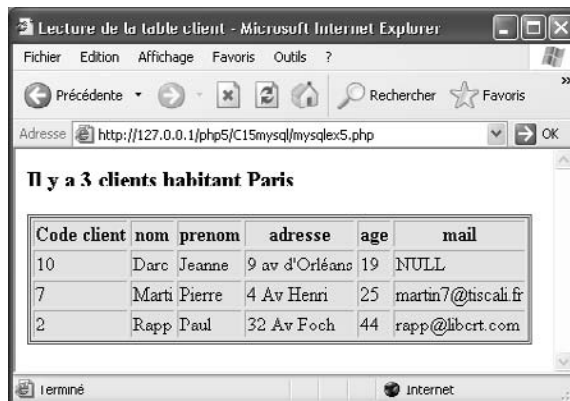 Lecture de la table client - Microsoft Internet Explorer
Fichier Edition Affichage Favoris Outils ?
Précédente Rechercher Favoris »
Adresse http://127.0.0.1/php5/C15mysql/mysqlex5.php OK
Il y a 3 clients habitant Paris
Code client nom prenom adresse age mail
10 Darc Jeanne 9 av d'Orléans 19 NULL
7 Marti Pierre 4 Av Henri 25 martin7@tiscali.fr
2 Rapp Paul 32 Av Foch 44 rapp@libert.com
Terminé Internet